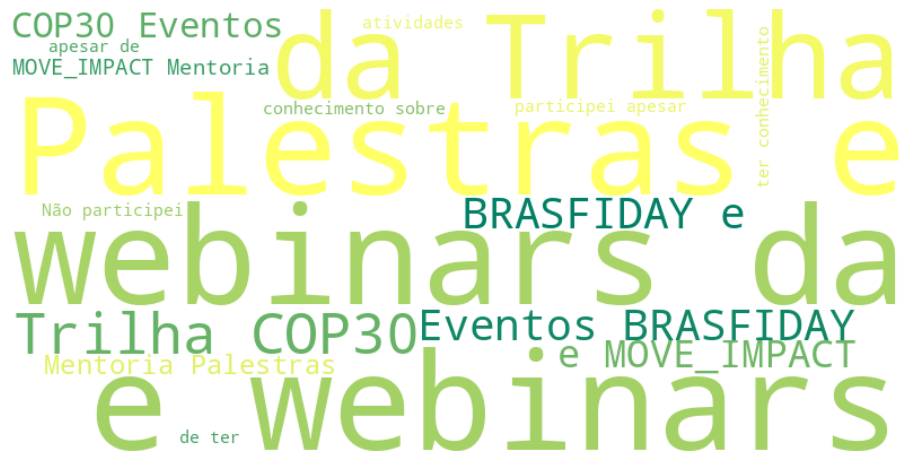 COP30 Eventos
atividades
da Trilha
apesar de
MOVE_IMPACT Mentoria
ter conhecimento
conhecimento sobre
participei apesar
Palestras e
Não participei
BRASFIDAY e
webinars da
Trilha COP30
Eventos BRASFIDAY
e MOVE_IMPACT
Mentoria Palestras
e webinars
de ter